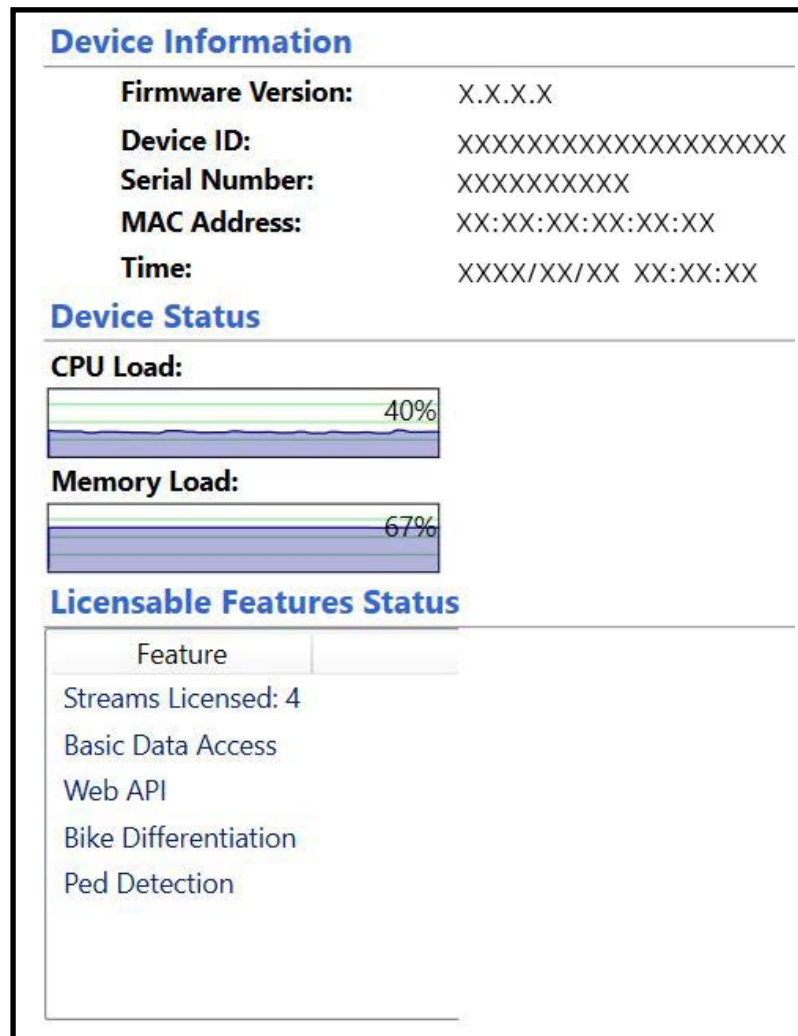 Device Information
Firmware Version: X.X.X.X
Device ID: XXXXXXXXXXXXXXXXXXX
Serial Number: XXXXXXXXXX
MAC Address: XX:XX:XX:XX:XX:XX
Time: XXXX/XX/XX XX:XX:XX
Device Status
CPU Load:
40%
Memory Load:
67%
Licensable Features Status
Feature
Streams Licensed: 4
Basic Data Access
Web API
Bike Differentiation
Ped Detection